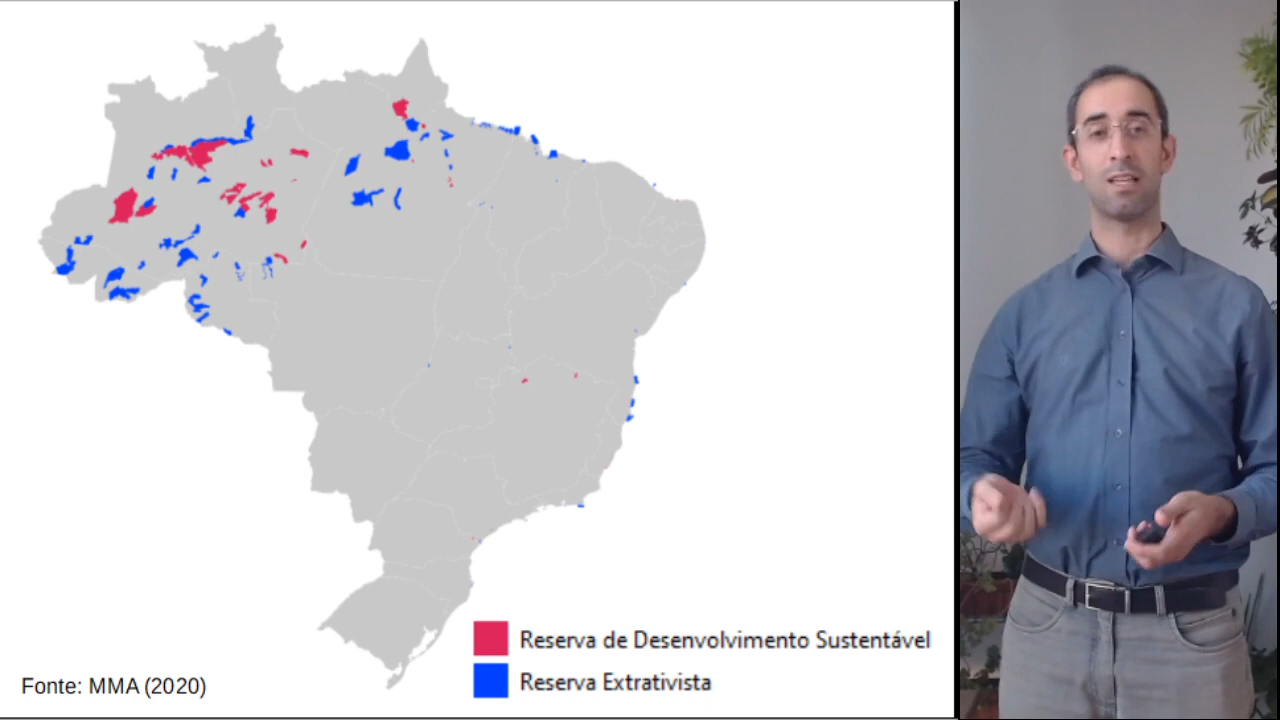 Reserva de Desenvolvimento Sustentável
Reserva Extrativista
Fonte: MMA (2020)